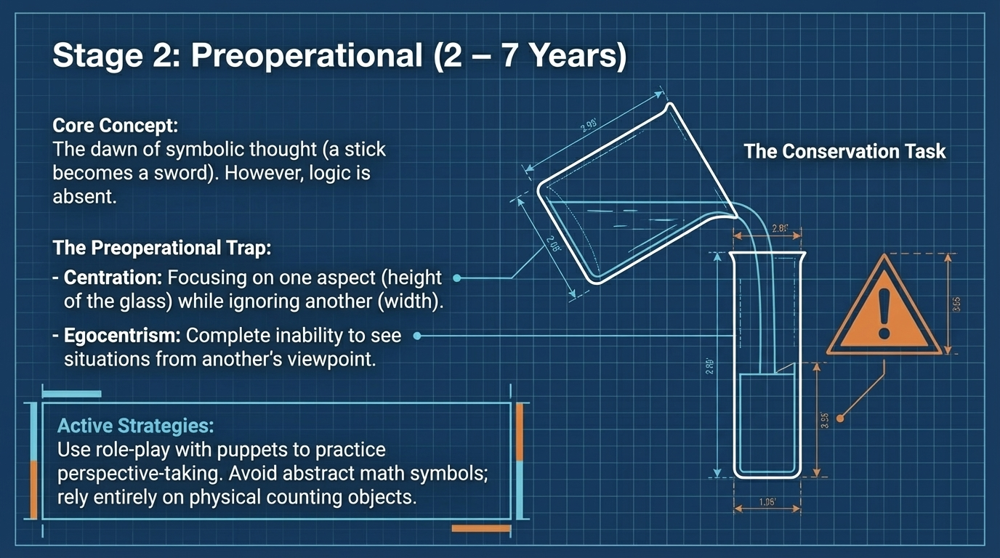 Stage 2: Preoperational (2 – 7 Years)
Core Concept:
The dawn of symbolic thought (a stick
becomes a sword). However, logic is
absent.
The Preoperational Trap:
- Centration: Focusing on one aspect (height
of the glass) while ignoring another (width).
- Egocentrism: Complete inability to see
situations from another's viewpoint.
Active Strategies:
Use role-play with puppets to practice
perspective-taking. Avoid abstract math symbols;
rely entirely on physical counting objects.
The Conservation Task